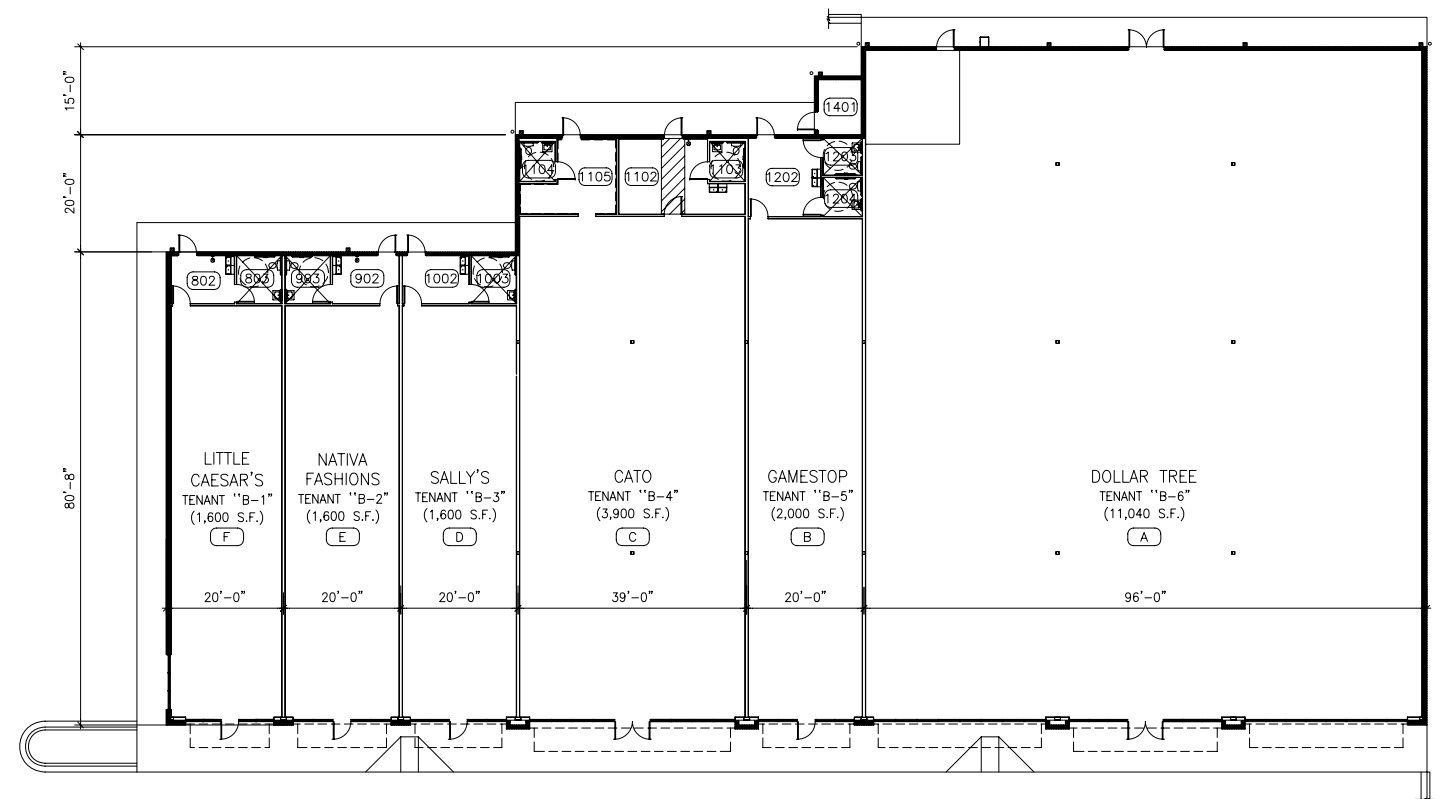 15'-0"
20'-0"
80'-8"
1401
1104
1105
1102
1103
1202
1203
1201
802
803
903
902
1002
1003
LITTLE
CAESAR'S
TENANT "B-1"
(1,600 S.F.)
F
NATIVA
FASHIONS
TENANT "B-2"
(1,600 S.F.)
E
SALLY'S
TENANT "B-3"
(1,600 S.F.)
D
CATO
TENANT "B-4"
(3,900 S.F.)
C
GAMESTOP
TENANT "B-5"
(2,000 S.F.)
B
DOLLAR TREE
TENANT "B-6"
(11,040 S.F.)
A
20'-0"
20'-0"
20'-0"
39'-0"
20'-0"
96'-0"